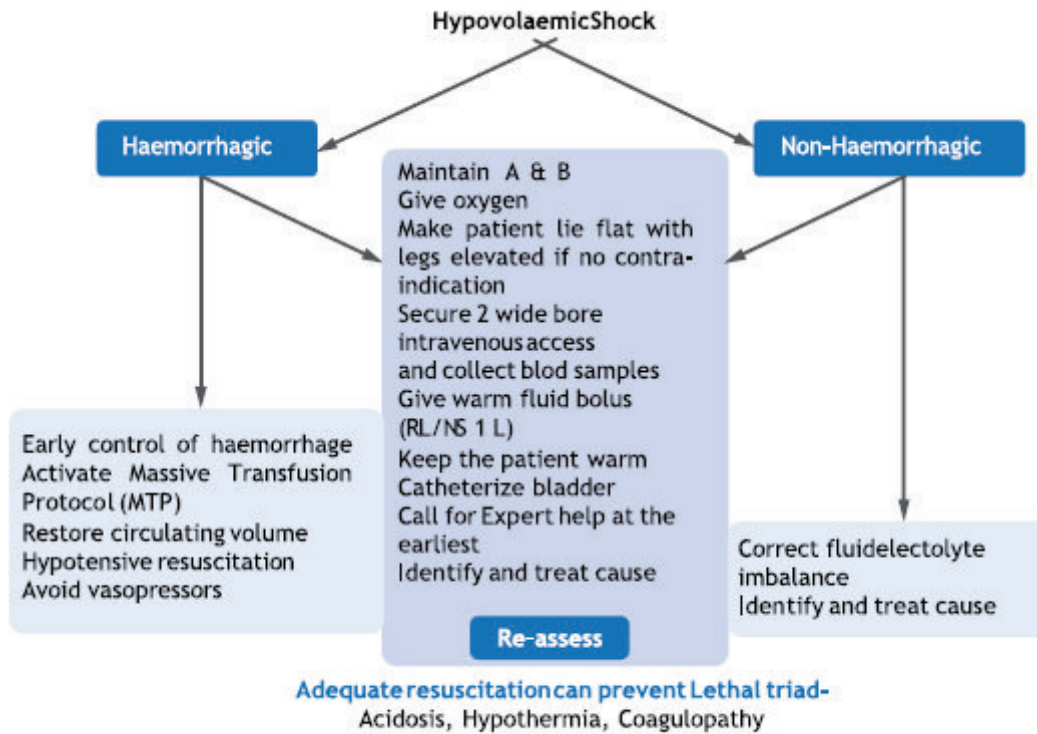 HypovolaemicShock
Haemorrhagic
Non-Haemorrhagic
Maintain A & B
Give oxygen
Make patient lie flat with
legs elevated if no contra-
indication
Secure 2 wide bore
intravenous access
and collect blod samples
Give warm fluid bolus
(RL/NS 1 L)
Keep the patient warm
Catheterize bladder
Call for Expert help at the
earliest
Identify and treat cause
Re-assess
Early control of haemorrhage
Activate Massive Transfusion
Protocol (MTP)
Restore circulating volume
Hypotensive resuscitation
Avoid vasopressors
Correct fluidelectolyte
imbalance
Identify and treat cause
Adequate resuscitation can prevent Lethal triad-
Acidosis, Hypothermia, Coagulopathy